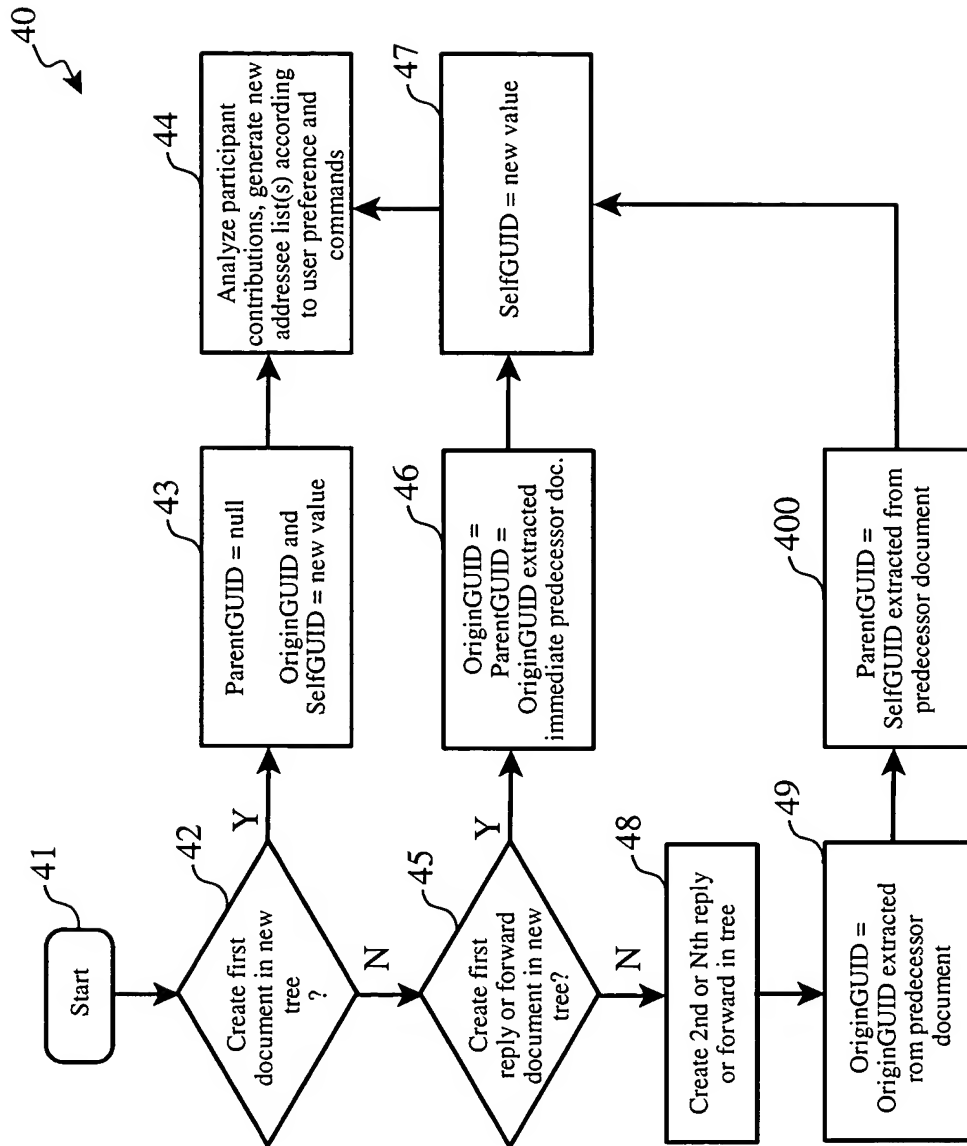 40
41
Start
42
Create first
document in new
tree
?
Y
N
43
ParentGUID = null
OriginGUID and
SelfGUID = new value
44
Analyze participant
contributions, generate new
addressee list(s) according
to user preference and
commands
45
Create first
reply or forward
document in new
tree?
Y
N
46
OriginGUID =
ParentGUID =
OriginGUID extracted
immediate predecessor doc.
47
SelfGUID = new value
48
Create 2nd or Nth reply
or forward in tree
49
OriginGUID =
OriginGUID extracted
rom predecessor
document
400
ParentGUID =
SelfGUID extracted from
predecessor document